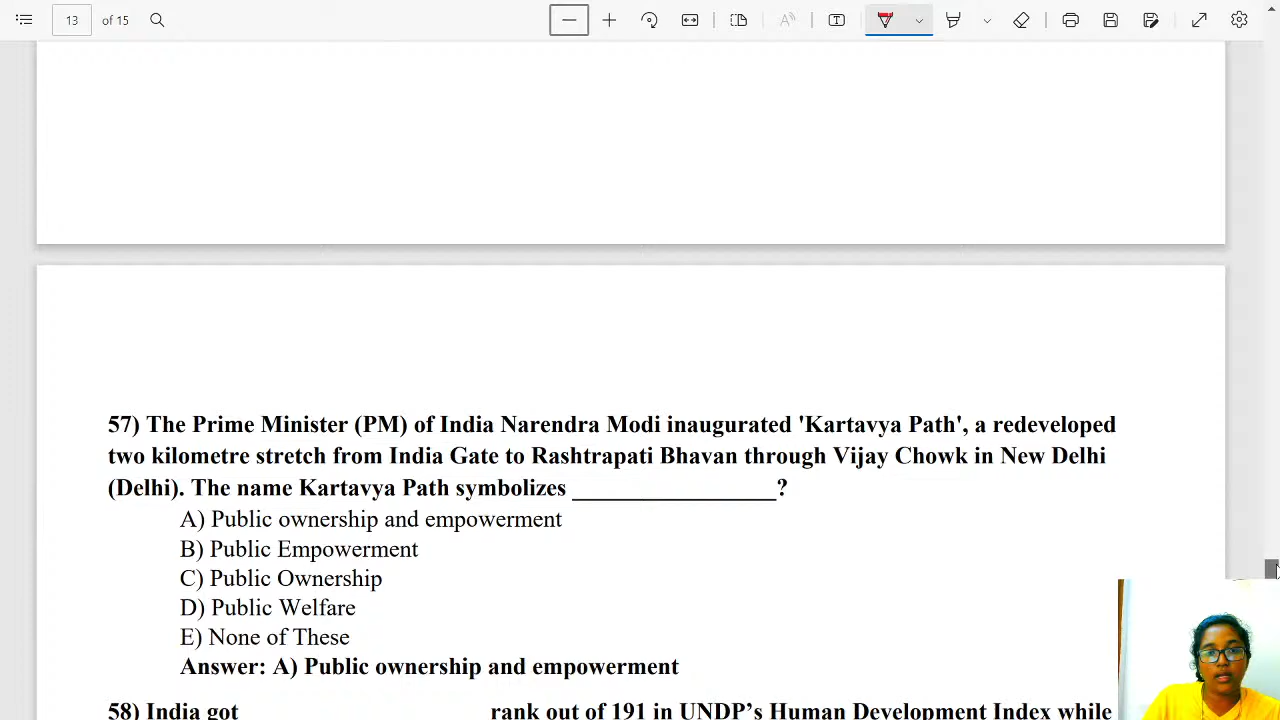 13 of 15
57) The Prime Minister (PM) of India Narendra Modi inaugurated 'Kartavya Path', a redeveloped
two kilometre stretch from India Gate to Rashtrapati Bhavan through Vijay Chowk in New Delhi
(Delhi). The name Kartavya Path symbolizes _________________?
A) Public ownership and empowerment
B) Public Empowerment
C) Public Ownership
D) Public Welfare
E) None of These
Answer: A) Public ownership and empowerment
58) India got rank out of 191 in UNDP’s Human Development Index while